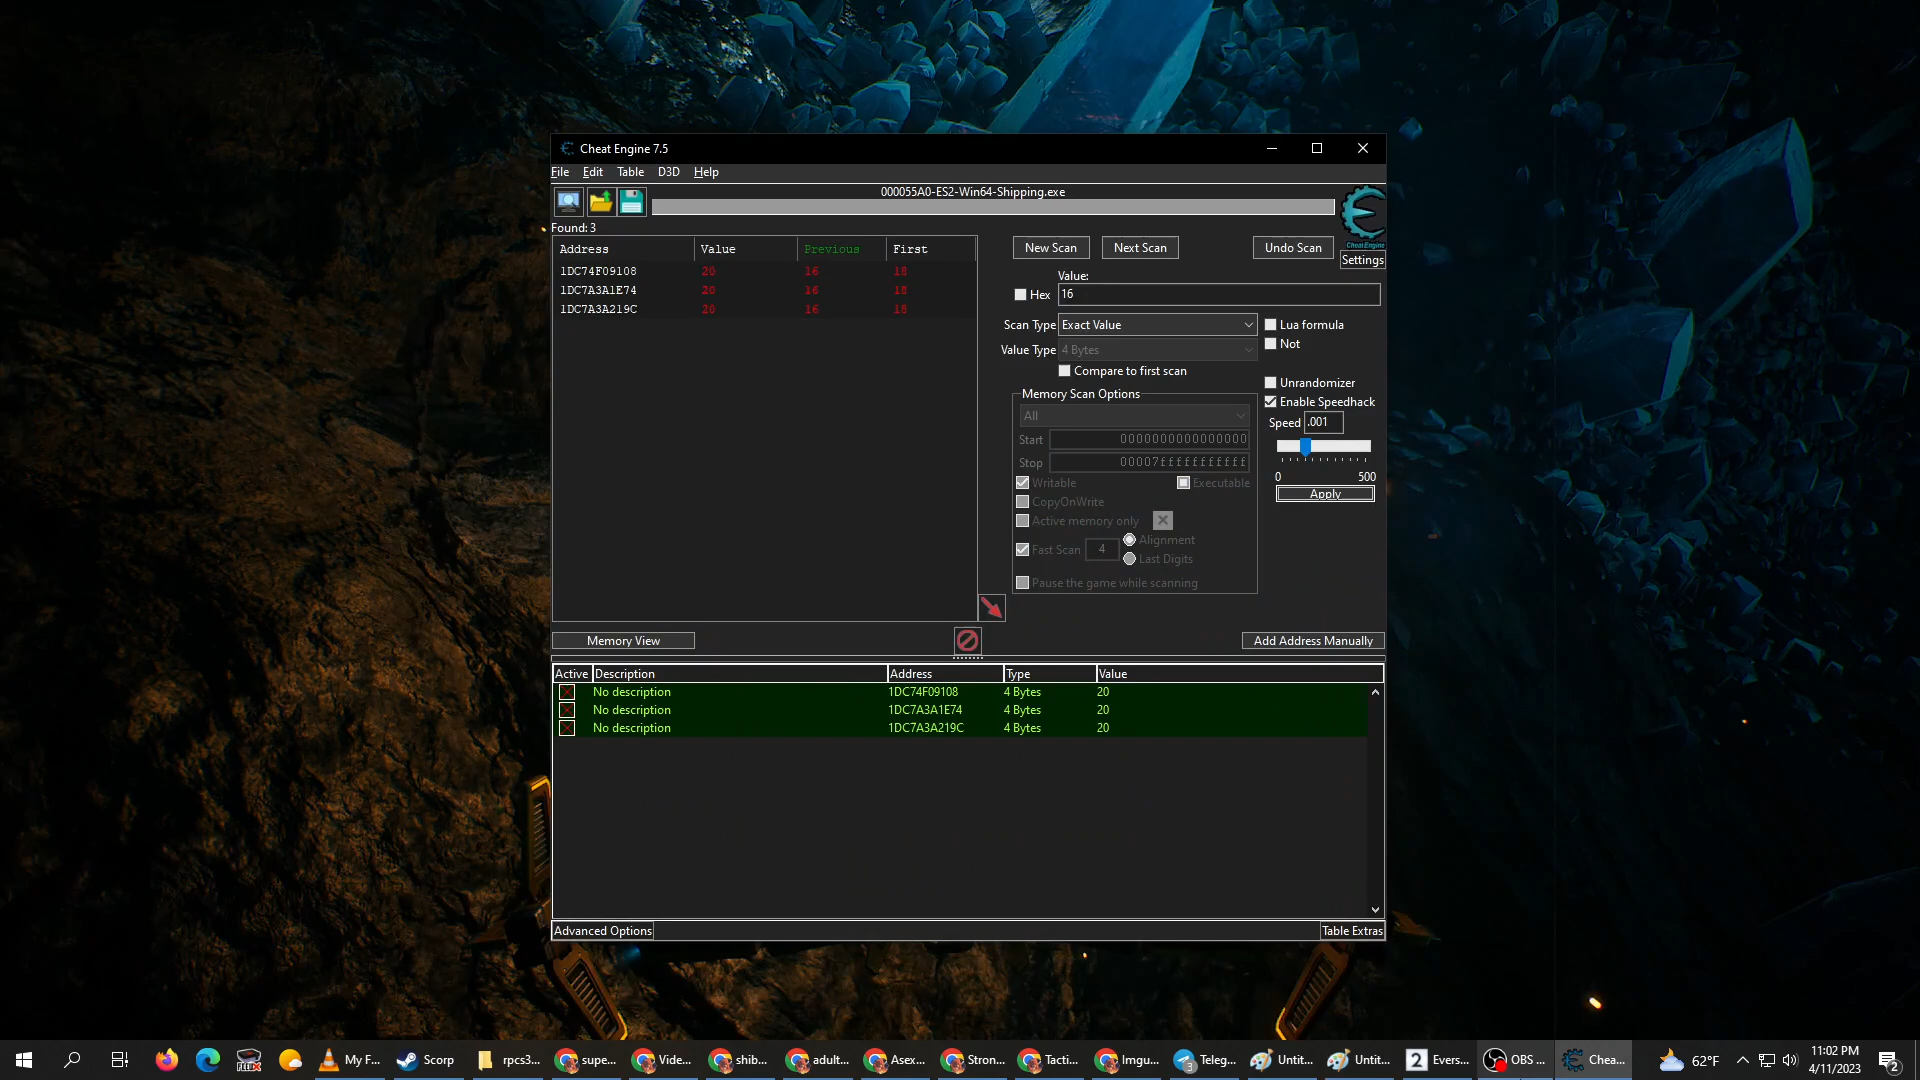 Cheat Engine 7.5
File Edit Table D3D Help
000055A0-ES2-Win64-Shipping.exe
Found: 3
Address Value Previous First
1DC74F09108 20 16 18
1DC7A3A1E74 20 16 18
1DC7A3A219C 20 16 18
New Scan Next Scan Undo Scan
Cheat Engine
Settings
Value:
Hex 16
Scan Type Exact Value
Lua formula
Value Type 4 Bytes
Not
Compare to first scan
Memory Scan Options
All
Start 0000000000000000
Stop 00007fffffffffff
Writable Executable
CopyOnWrite
Active memory only
Fast Scan 4 Alignment
Last Digits
Pause the game while scanning
Unrandomizer
Enable Speedhack
Speed .001
0 500
Apply
Memory View
Add Address Manually
Active Description Address Type Value
No description 1DC74F09108 4 Bytes 20
No description 1DC7A3A1E74 4 Bytes 20
No description 1DC7A3A219C 4 Bytes 20
Advanced Options Table Extras
My F... Scorp rpcs3... supe... Vide... shib... adult... Asex... Stron... Tacti... Imgu... 3 Teleg... Untit... Untit... 2 Evers... OBS ... Chea... 62°F
11:02 PM
4/11/2023
2